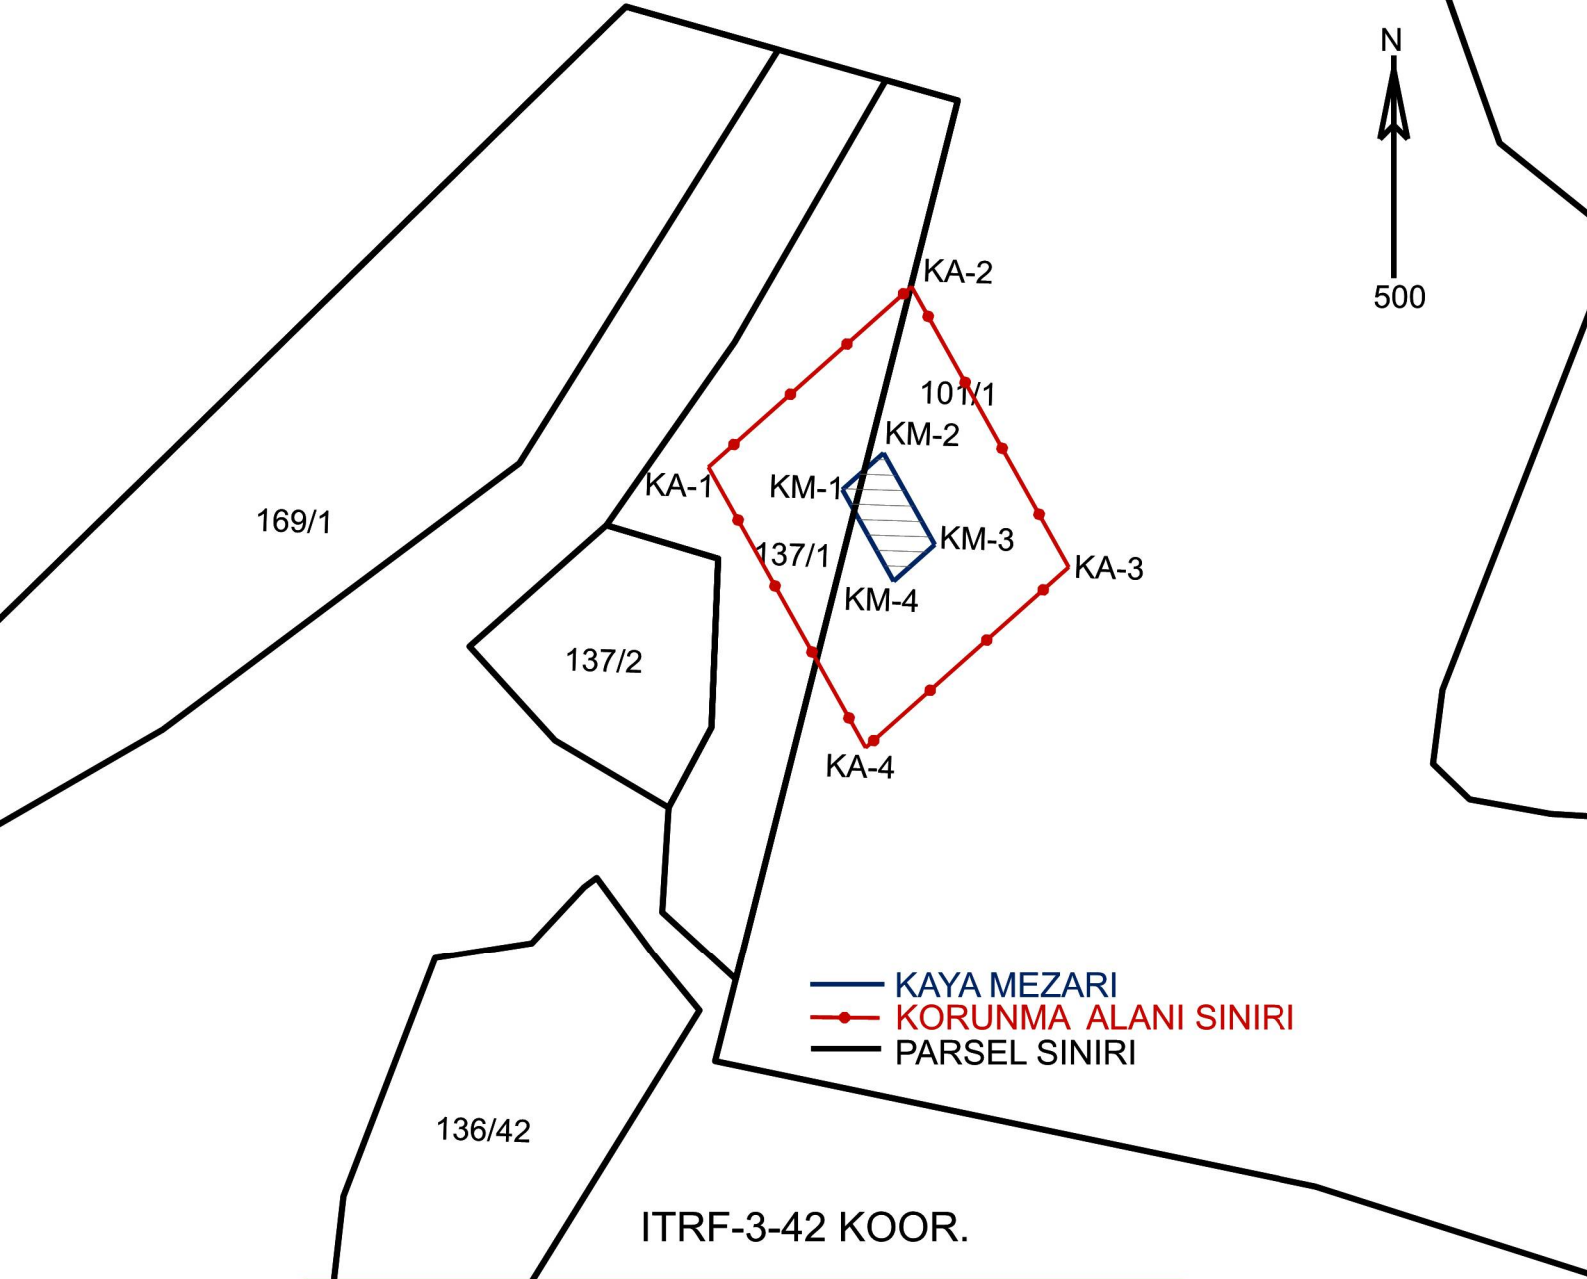 N
500
KA-2
101/1
KM-2
KA-1
KM-1
169/1
KM-3
137/1
KA-3
KM-4
137/2
KA-4
KAYA MEZARI
KORUNMA ALANI SINIRI
PARSEL SINIRI
136/42
ITRF-3-42 KOOR.